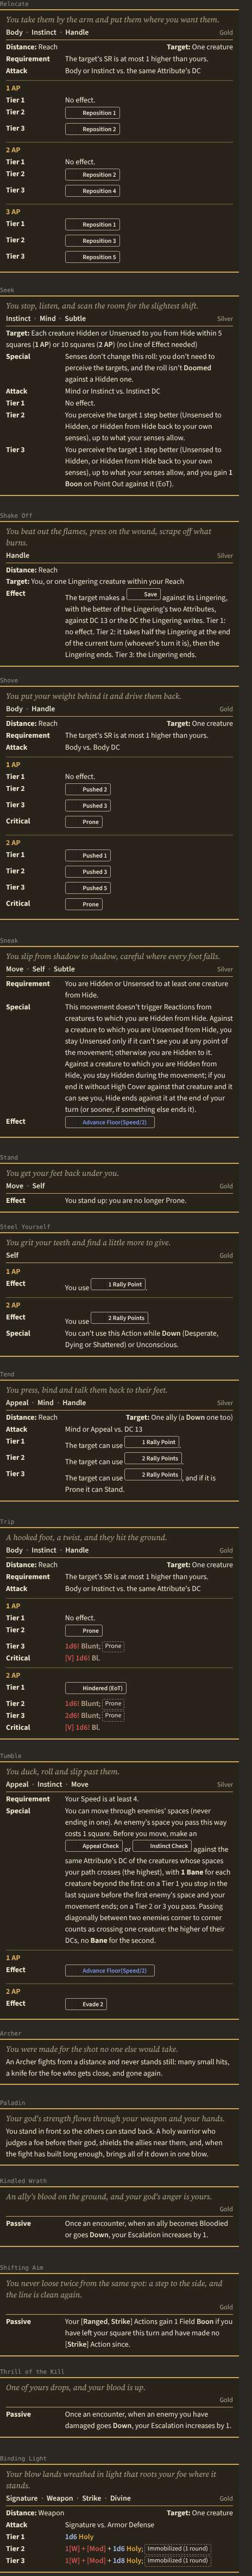 Relocate
You take them by the arm and put them where you want them.
Body · Instinct · Handle Gold
Distance: Reach Target: One creature
Requirement The target's SR is at most 1 higher than yours.
Attack Body or Instinct vs. the same Attribute's DC
1 AP
Tier 1 No effect.
Tier 2 Reposition 1
Tier 3 Reposition 2
2 AP
Tier 1 No effect.
Tier 2 Reposition 2
Tier 3 Reposition 4
3 AP
Tier 1 Reposition 1
Tier 2 Reposition 3
Tier 3 Reposition 5
Seek
You stop, listen, and scan the room for the slightest shift.
Instinct · Mind · Subtle Silver
Target: Each creature Hidden or Unsensed to you from Hide within 5
squares (1 AP) or 10 squares (2 AP) (no Line of Effect needed)
Special Senses don't change this roll: you don't need to
perceive the targets, and the roll isn't Doomed
against a Hidden one.
Attack Mind or Instinct vs. Instinct DC
Tier 1 No effect.
Tier 2 You perceive the target 1 step better (Unsensed to
Hidden, or Hidden from Hide back to your own
senses), up to what your senses allow.
Tier 3 You perceive the target 1 step better (Unsensed to
Hidden, or Hidden from Hide back to your own
senses), up to what your senses allow, and you gain 1
Boon on Point Out against it (EoT).
Shake Off
You beat out the flames, press on the wound, scrape off what
burns.
Handle Silver
Distance: Reach
Target: You, or one Lingering creature within your Reach
Effect The target makes a Save against its Lingering,
with the better of the Lingering's two Attributes,
against DC 13 or the DC the Lingering writes. Tier 1:
no effect. Tier 2: it takes half the Lingering at the end
of the current turn (whoever turn it is), then the
Lingering ends. Tier 3: the Lingering ends.
Shove
You put your weight behind it and drive them back.
Body · Handle Gold
Distance: Reach Target: One creature
Requirement The target's SR is at most 1 higher than yours.
Attack Body vs. Body DC
1 AP
Tier 1 No effect.
Tier 2 Pushed 2
Tier 3 Pushed 3
Critical Prone
2 AP
Tier 1 Pushed 1
Tier 2 Pushed 3
Tier 3 Pushed 5
Critical Prone
Sneak
You slip from shadow to shadow, careful where every foot falls.
Move · Self · Subtle Silver
Requirement You are Hidden or Unsensed to at least one creature
from Hide.
Special This movement doesn't trigger Reactions from
creatures to which you are Hidden from Hide. Against
a creature to which you are Unsensed from Hide, you
stay Unsensed only if it can't see you at any point of
the movement; otherwise you are Hidden to it.
Against a creature to which you are Hidden from
Hide, you stay Hidden during the movement; if you
end it without High Cover against that creature and it
can see you, Hide ends against it at the end of your
turn (or sooner, if something else ends it).
Effect Advance Floor(Speed/2)
Stand
You get your feet back under you.
Move · Self Gold
Effect You stand up: you are no longer Prone.
Steel Yourself
You grit your teeth and find a little more to give.
Self Gold
1 AP
Effect You use 1 Rally Point.
2 AP
Effect You use 2 Rally Points.
Special You can't use this Action while Down (Desperate,
Dying or Shattered) or Unconscious.
Tend
You press, bind and talk them back to their feet.
Appeal · Mind · Handle Silver
Distance: Reach Target: One ally (a Down one too)
Attack Mind or Appeal vs. DC 13
Tier 1 The target can use 1 Rally Point.
Tier 2 The target can use 2 Rally Points.
Tier 3 The target can use 2 Rally Points, and if it is
Prone it can Stand.
Trip
A hooked foot, a twist, and they hit the ground.
Body · Instinct · Handle Gold
Distance: Reach Target: One creature
Requirement The target's SR is at most 1 higher than yours.
Attack Body or Instinct vs. the same Attribute's DC
1 AP
Tier 1 No effect.
Tier 2 Prone
Tier 3 1d6! Blunt; Prone
Critical [V] 1d6! Bl.
2 AP
Tier 1 Hindered (EoT)
Tier 2 1d6! Blunt; Prone
Tier 3 2d6! Blunt; Prone
Critical [V] 1d6! Bl.
Tumble
You duck, roll and slip past them.
Appeal · Instinct · Move Silver
Requirement Your Speed is at least 4.
Special You can move through enemies' spaces (never
ending in one). An enemy's space you pass this way
costs 1 square. Before you move, make an
Appeal Check or Instinct Check against the
same Attribute's DC of the creatures whose spaces
your path crosses (the highest), with 1 Bane for each
creature beyond the first: on a Tier 1 you stop in the
last square before the first enemy's space and your
movement ends; on a Tier 2 or 3 you pass. Passing
diagonally between two enemies corner to corner
counts as crossing one creature: the higher of their
DCs, no Bane for the second.
1 AP
Effect Advance Floor(Speed/2)
2 AP
Effect Evade 2
Archer
You were made for the shot no one else would take.
An Archer fights from a distance and never stands still: many small hits,
a knife for the foe who gets close, and gone again.
Paladin
Your god's strength flows through your weapon and your hands.
You stand in front so the others can stand back. A holy warrior who
judges a foe before their god, shields the allies near them, and, when
the fight has built long enough, brings all of it down in one blow.
Kindled Wrath
An ally's blood on the ground, and your god's anger is yours.
Gold
Passive Once an encounter, when an ally becomes Bloodied
or goes Down, your Escalation increases by 1.
Shifting Aim
You never loose twice from the same spot: a step to the side, and
the line is clean again.
Gold
Passive Your [Ranged, Strike] Actions gain 1 Field Boon if you
have left your square this turn and have made no
[Strike] Action since.
Thrill of the Kill
One of yours drops, and your blood is up.
Gold
Passive Once an encounter, when an enemy you have
damaged goes Down, your Escalation increases by 1.
Binding Light
Your blow lands wreathed in light that roots your foe where it
stands.
Signature · Weapon · Strike · Divine Gold
Distance: Weapon Target: One creature
Attack Signature vs. Armor Defense
Tier 1 1d6 Holy
Tier 2 1[W] + [Mod] + 1d6 Holy; Immobilized (1 round)
Tier 3 1[W] + [Mod] + 1d8 Holy; Immobilized (1 round)